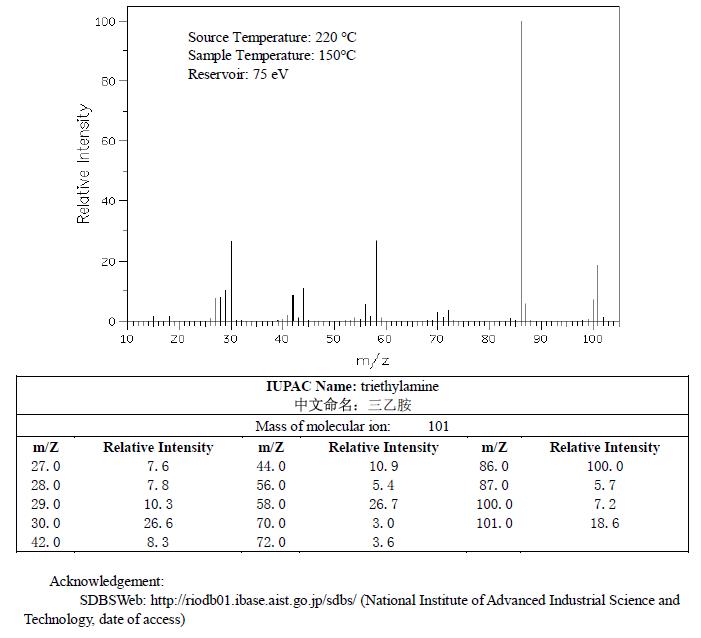 100
Source Temperature: 220 °C
Sample Temperature: 150°C
Reservoir: 75 eV
80
60
40
20
0
Relative Intensity
10 20 30 40 50 60 70 80 90 100
m/z
IUPAC Name: triethylamine
中文命名：三乙胺
Mass of molecular ion: 101
m/Z Relative Intensity m/Z Relative Intensity m/Z Relative Intensity
27.0 7.6 44.0 10.9 86.0 100.0
28.0 7.8 56.0 5.4 87.0 5.7
29.0 10.3 58.0 26.7 100.0 7.2
30.0 26.6 70.0 3.0 101.0 18.6
42.0 8.3 72.0 3.6
Acknowledgement:
SDBSWeb: http://riodb01.ibase.aist.go.jp/sdbs/ (National Institute of Advanced Industrial Science and
Technology, date of access)